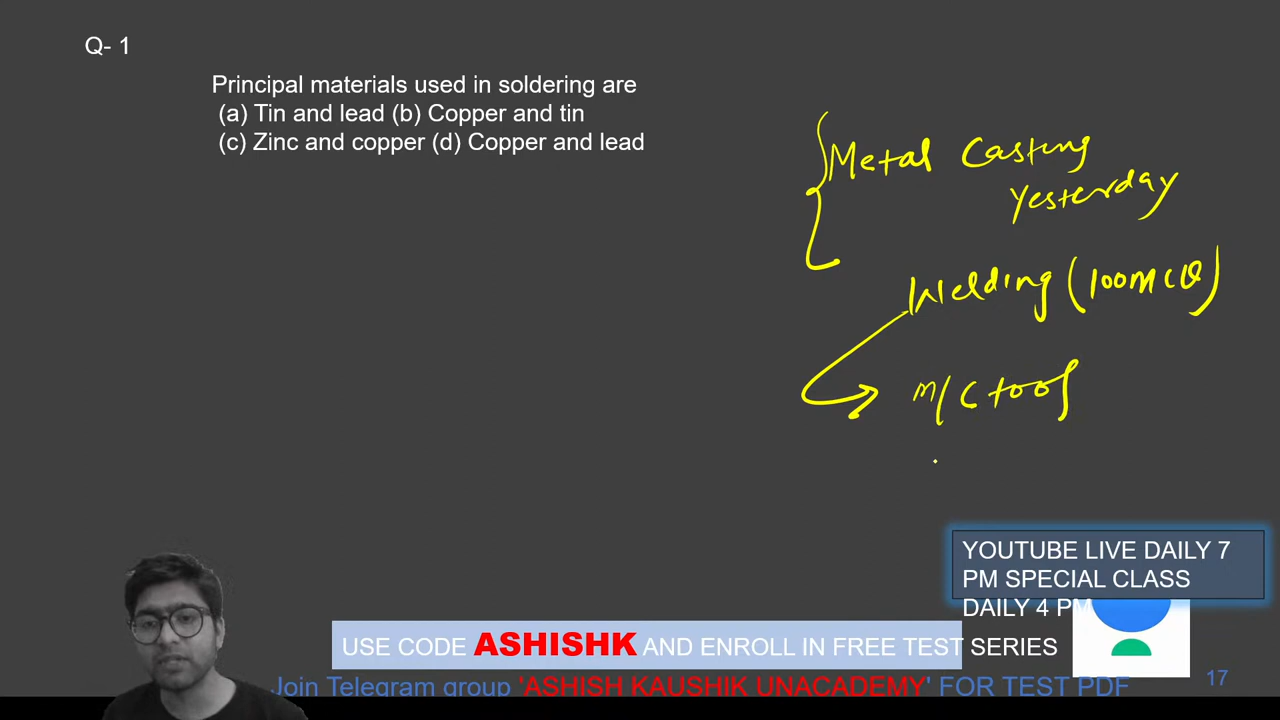 Q- 1
Principal materials used in soldering are
(a) Tin and lead (b) Copper and tin
(c) Zinc and copper (d) Copper and lead
Metal Casting
Yesterday
Welding (100MCQ)
M/C tool
YOUTUBE LIVE DAILY 7
PM SPECIAL CLASS
DAILY 4 PM
USE CODE ASHISHK AND ENROLL IN FREE TEST SERIES
Join Telegram group 'ASHISH KAUSHIK UNACADEMY' FOR TEST PDF
17